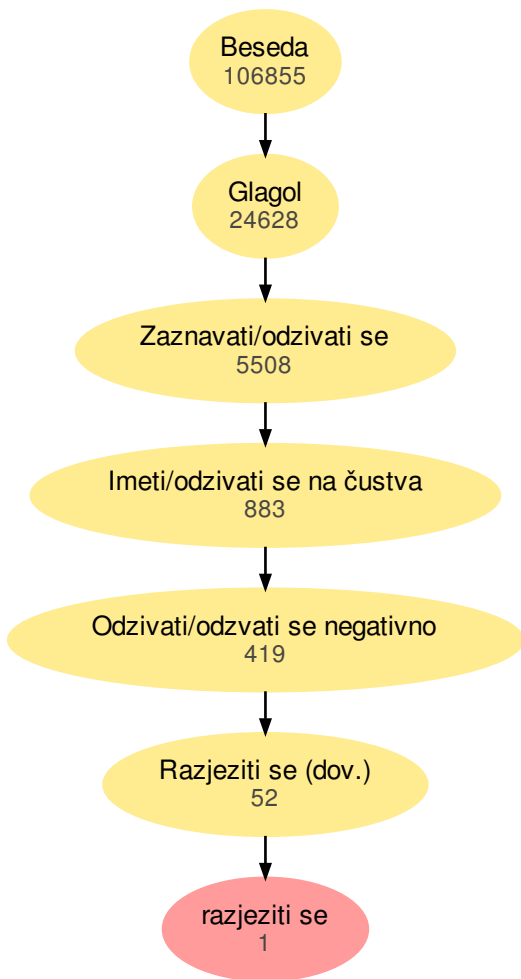 Beseda
106855
Glagol
24628
Zaznavati/odzivati se
5508
Imeti/odzivati se na čustva
883
Odzivati/odzvati se negativno
419
Razjeziti se (dov.)
52
razjeziti se
1